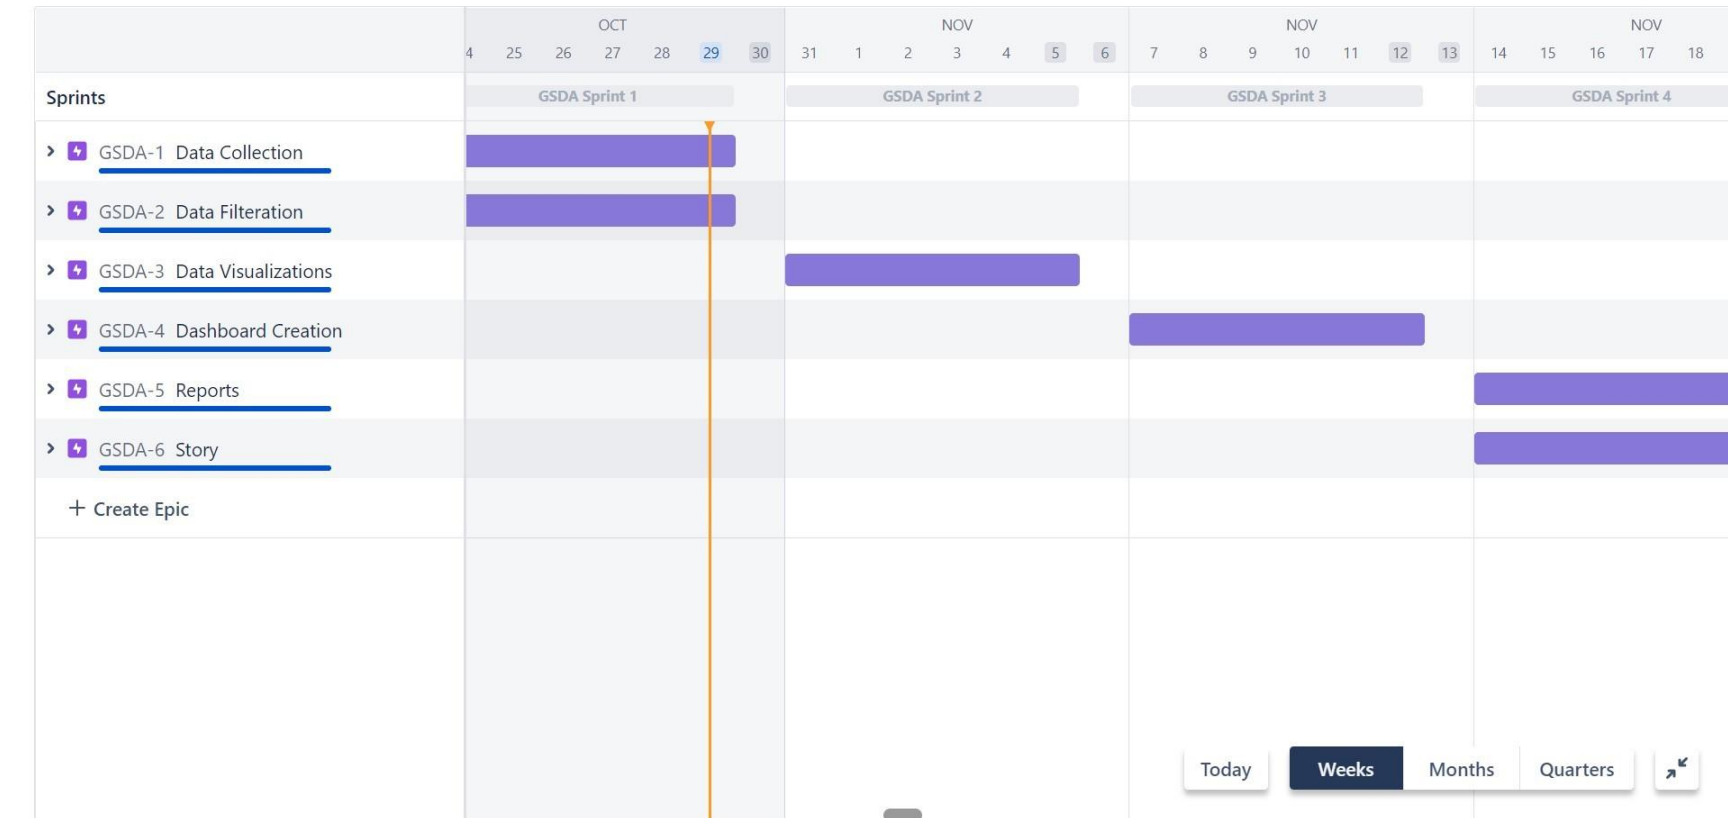 OCT NOV NOV NOV
4 25 26 27 28 29 30 31 1 2 3 4 5 6 7 8 9 10 11 12 13 14 15 16 17 18
Sprints GSDA Sprint 1 GSDA Sprint 2 GSDA Sprint 3 GSDA Sprint 4
GSDA-1 Data Collection
GSDA-2 Data Filteration
GSDA-3 Data Visualizations
GSDA-4 Dashboard Creation
GSDA-5 Reports
GSDA-6 Story
+ Create Epic
Today Weeks Months Quarters